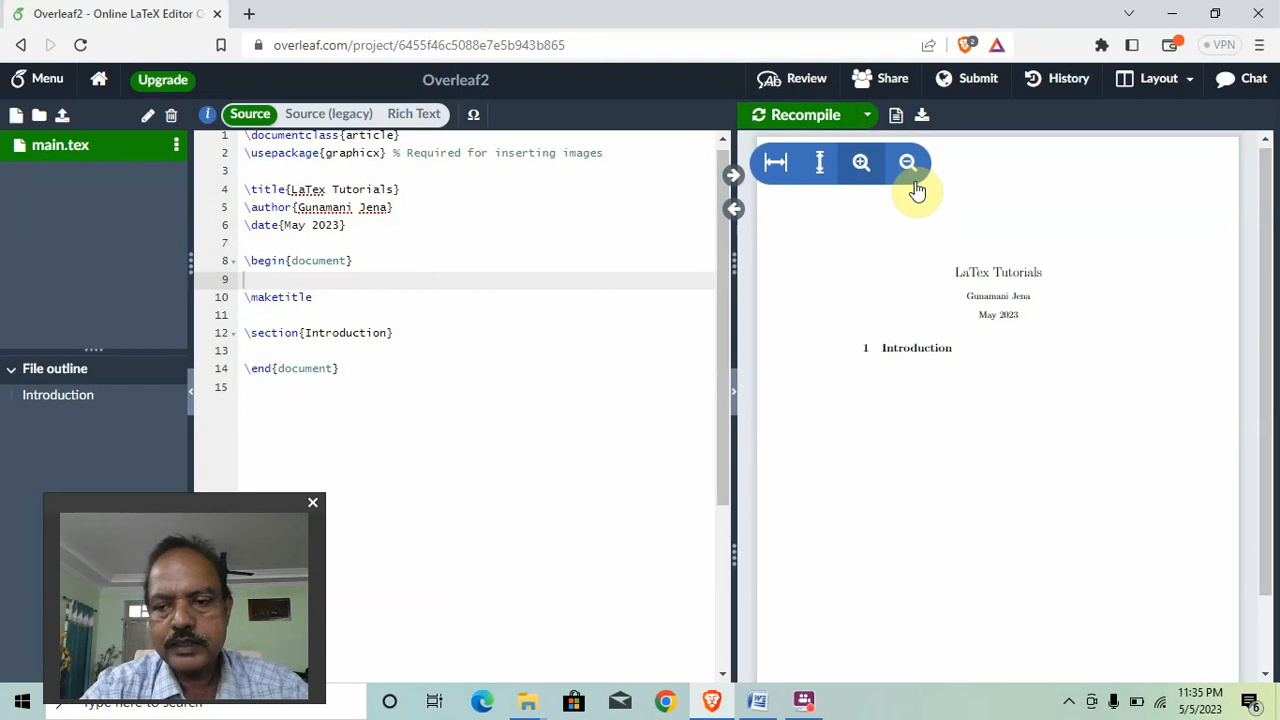 Overleaf2 - Online LaTeX Editor O
overleaf.com/project/6455f46c5088e7e5b943b865
2
VPN
Menu
Upgrade
Overleaf2
Review
Share
Submit
History
Layout
Chat
Source
Source (legacy)
Rich Text
Ω
Recompile
main.tex
File outline
Introduction
1 \documentclass{article}
2 \usepackage{graphicx} % Required for inserting images
3
4 \title{LaTex Tutorials}
5 \author{Gunamani Jena}
6 \date{May 2023}
7
8 \begin{document}
9
10 \maketitle
11
12 \section{Introduction}
13
14 \end{document}
15
LaTex Tutorials
Gunamani Jena
May 2023
1 Introduction
Type here to search
11:35 PM
5/5/2023
6